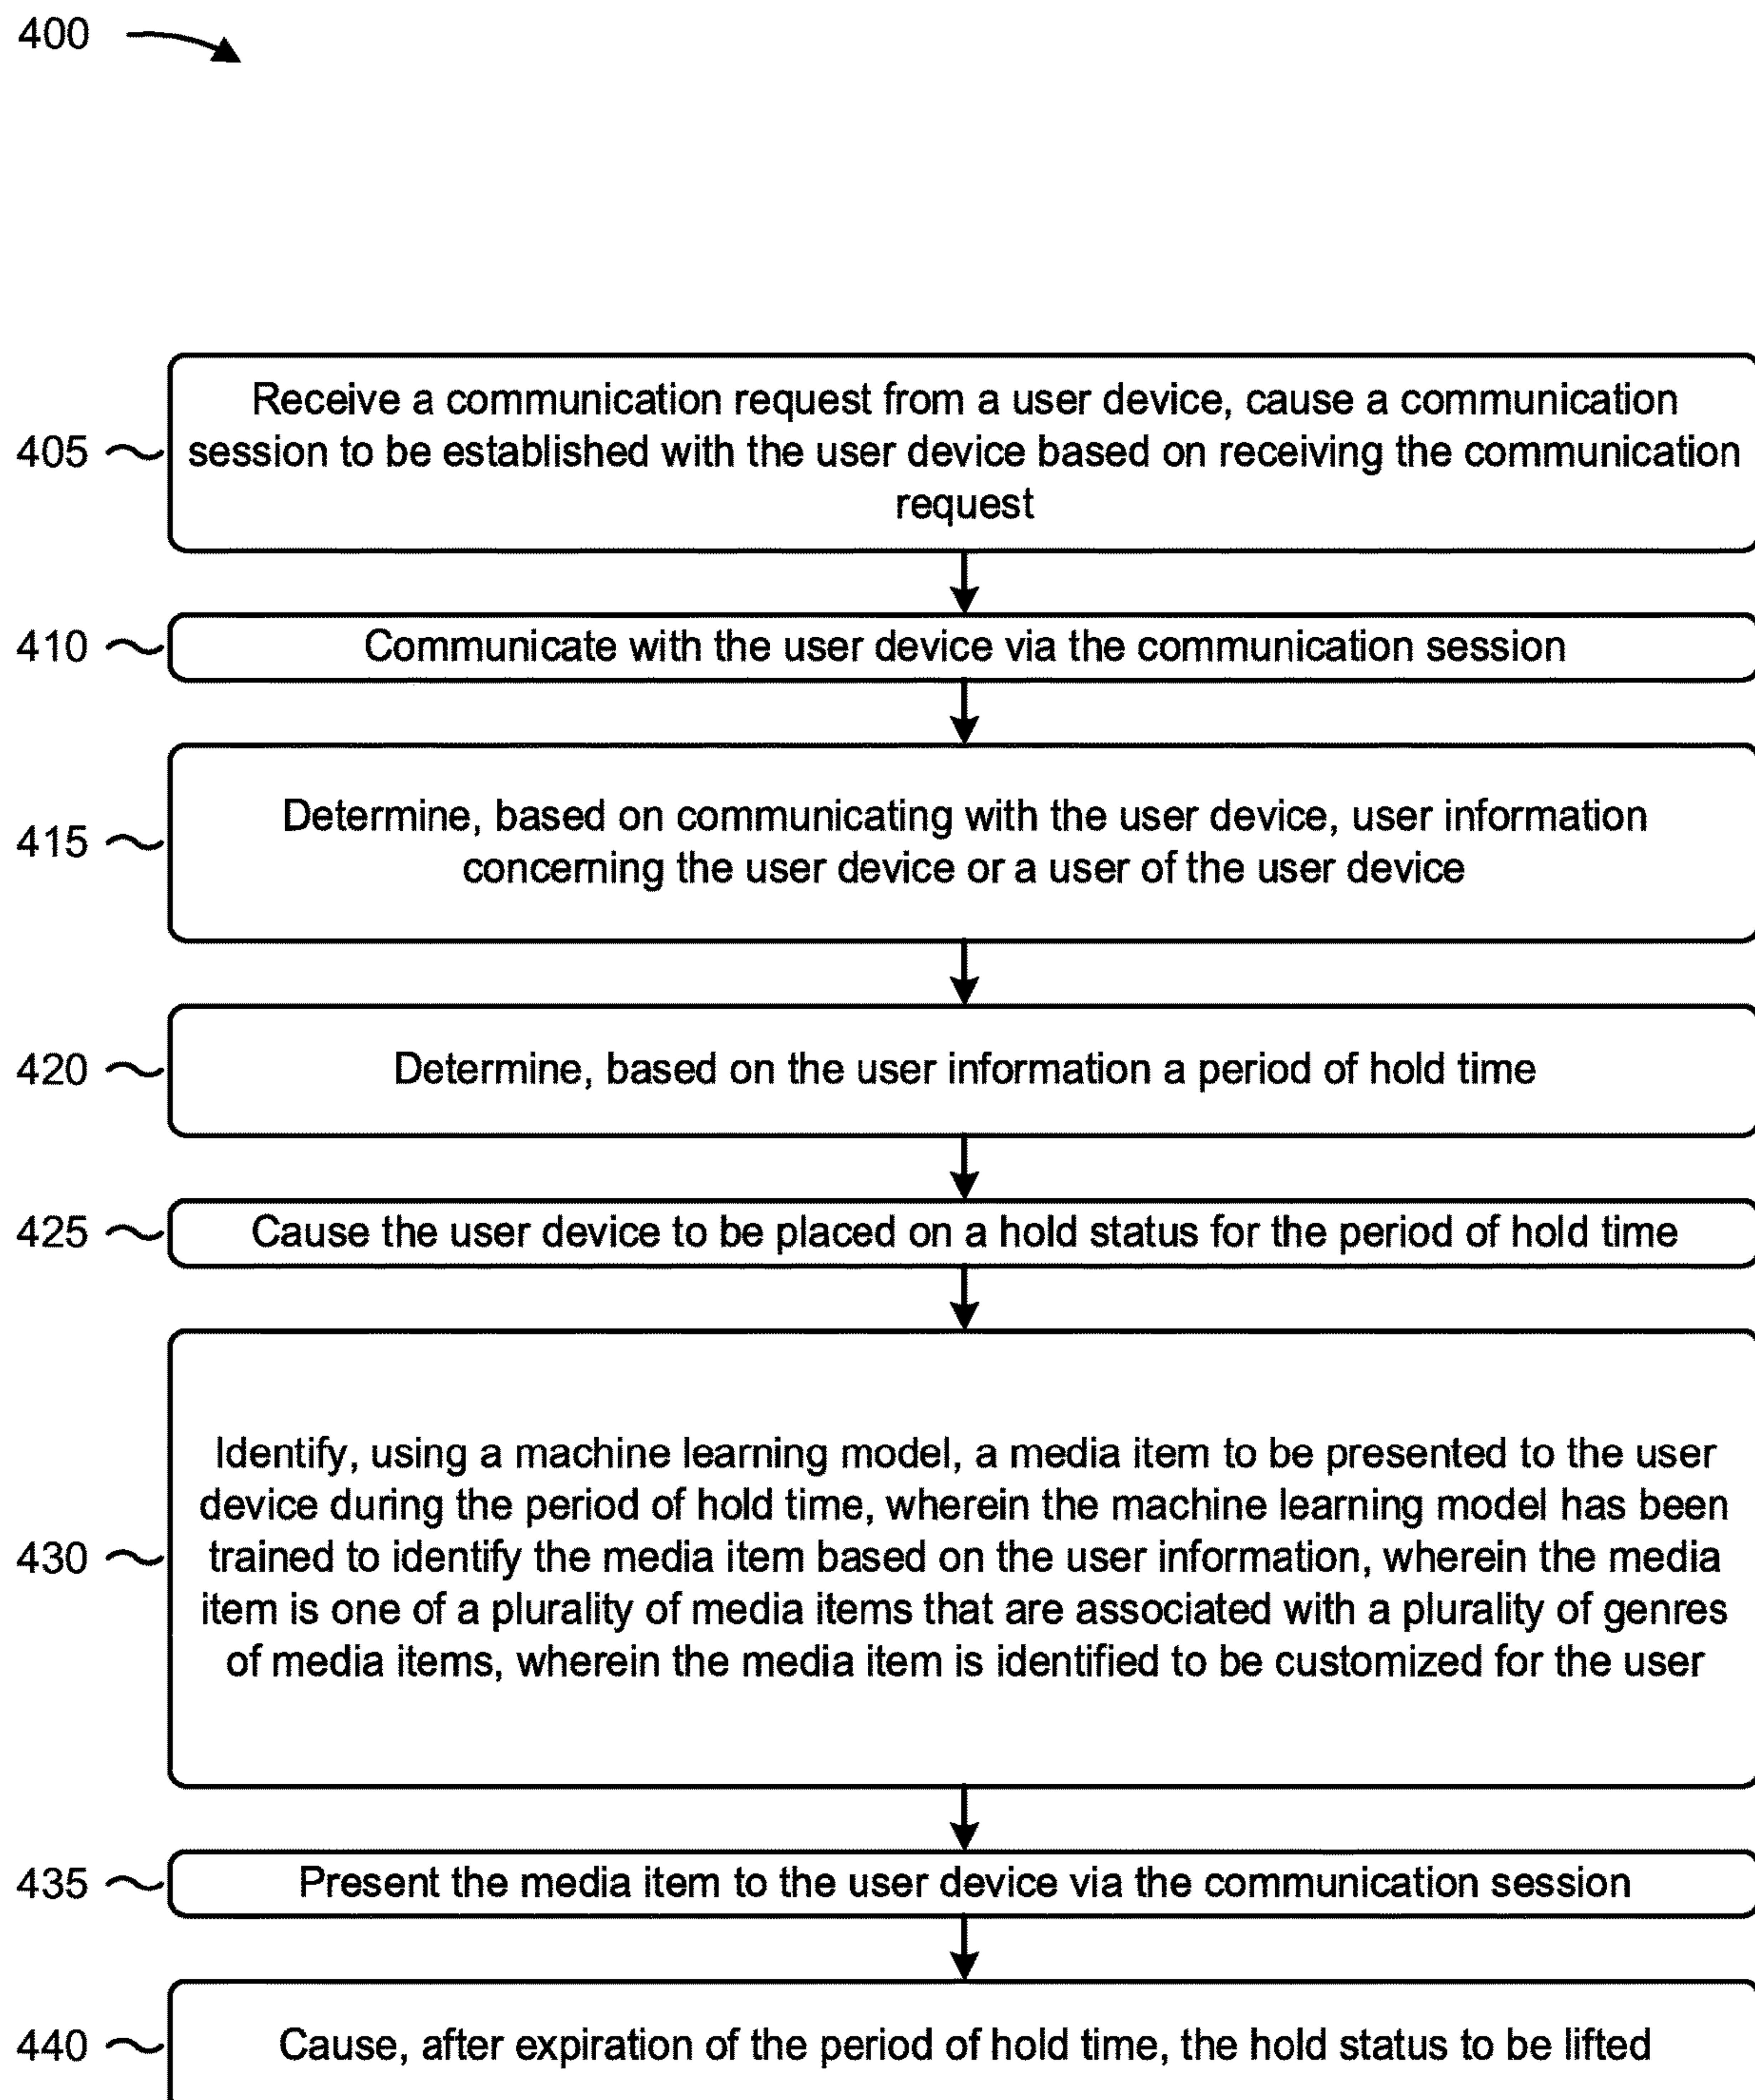 400
Receive a communication request from a user device, cause a communication
405
session to be established with the user device based on receiving the communication
request
410
Communicate with the user device via the communication session
Determine, based on communicating with the user device, user information
415
concerning the user device or a user of the user device
420
Determine, based on the user information a period of hold time
425
Cause the user device to be placed on a hold status for the period of hold time
Identify, using a machine learning model, a media item to be presented to the user
device during the period of hold time, wherein the machine learning model has been
430
trained to identify the media item based on the user information, wherein the media
item is one of a plurality of media items that are associated with a plurality of genres
of media items, wherein the media item is identified to be customized for the user
435
Present the media item to the user device via the communication session
440
Cause, after expiration of the period of hold time, the hold status to be lifted